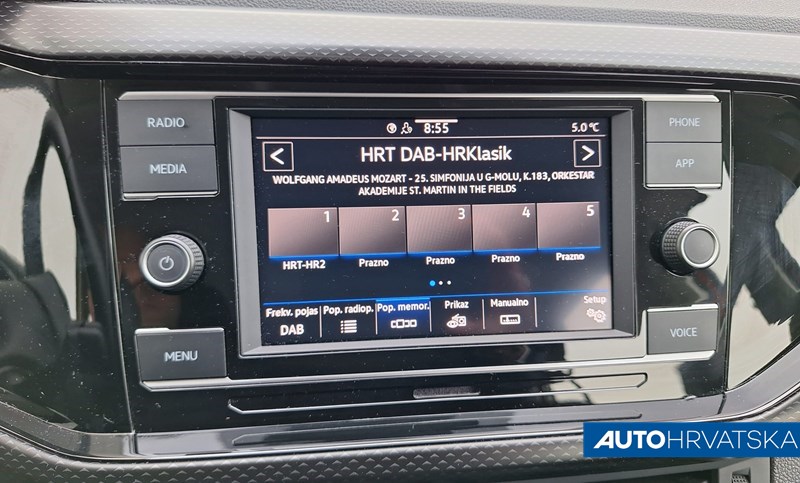 8:55
5.0°C
<
HRT DAB-HRKlasik
>
WOLFGANG AMADEUS MOZART - 25. SIMFONIJA U G-MOLU, K.183, ORKESTAR
AKADEMIJE ST. MARTIN IN THE FIELDS
1 2 3 4 5
HRT-HR2 Prazno Prazno Prazno Prazno
Frekv. pojas Pop. radiop. Pop. memor. Prikaz Manualno Setup
DAB
RADIO
MEDIA
MENU
PHONE
APP
VOICE
AUTOHRVATSKA